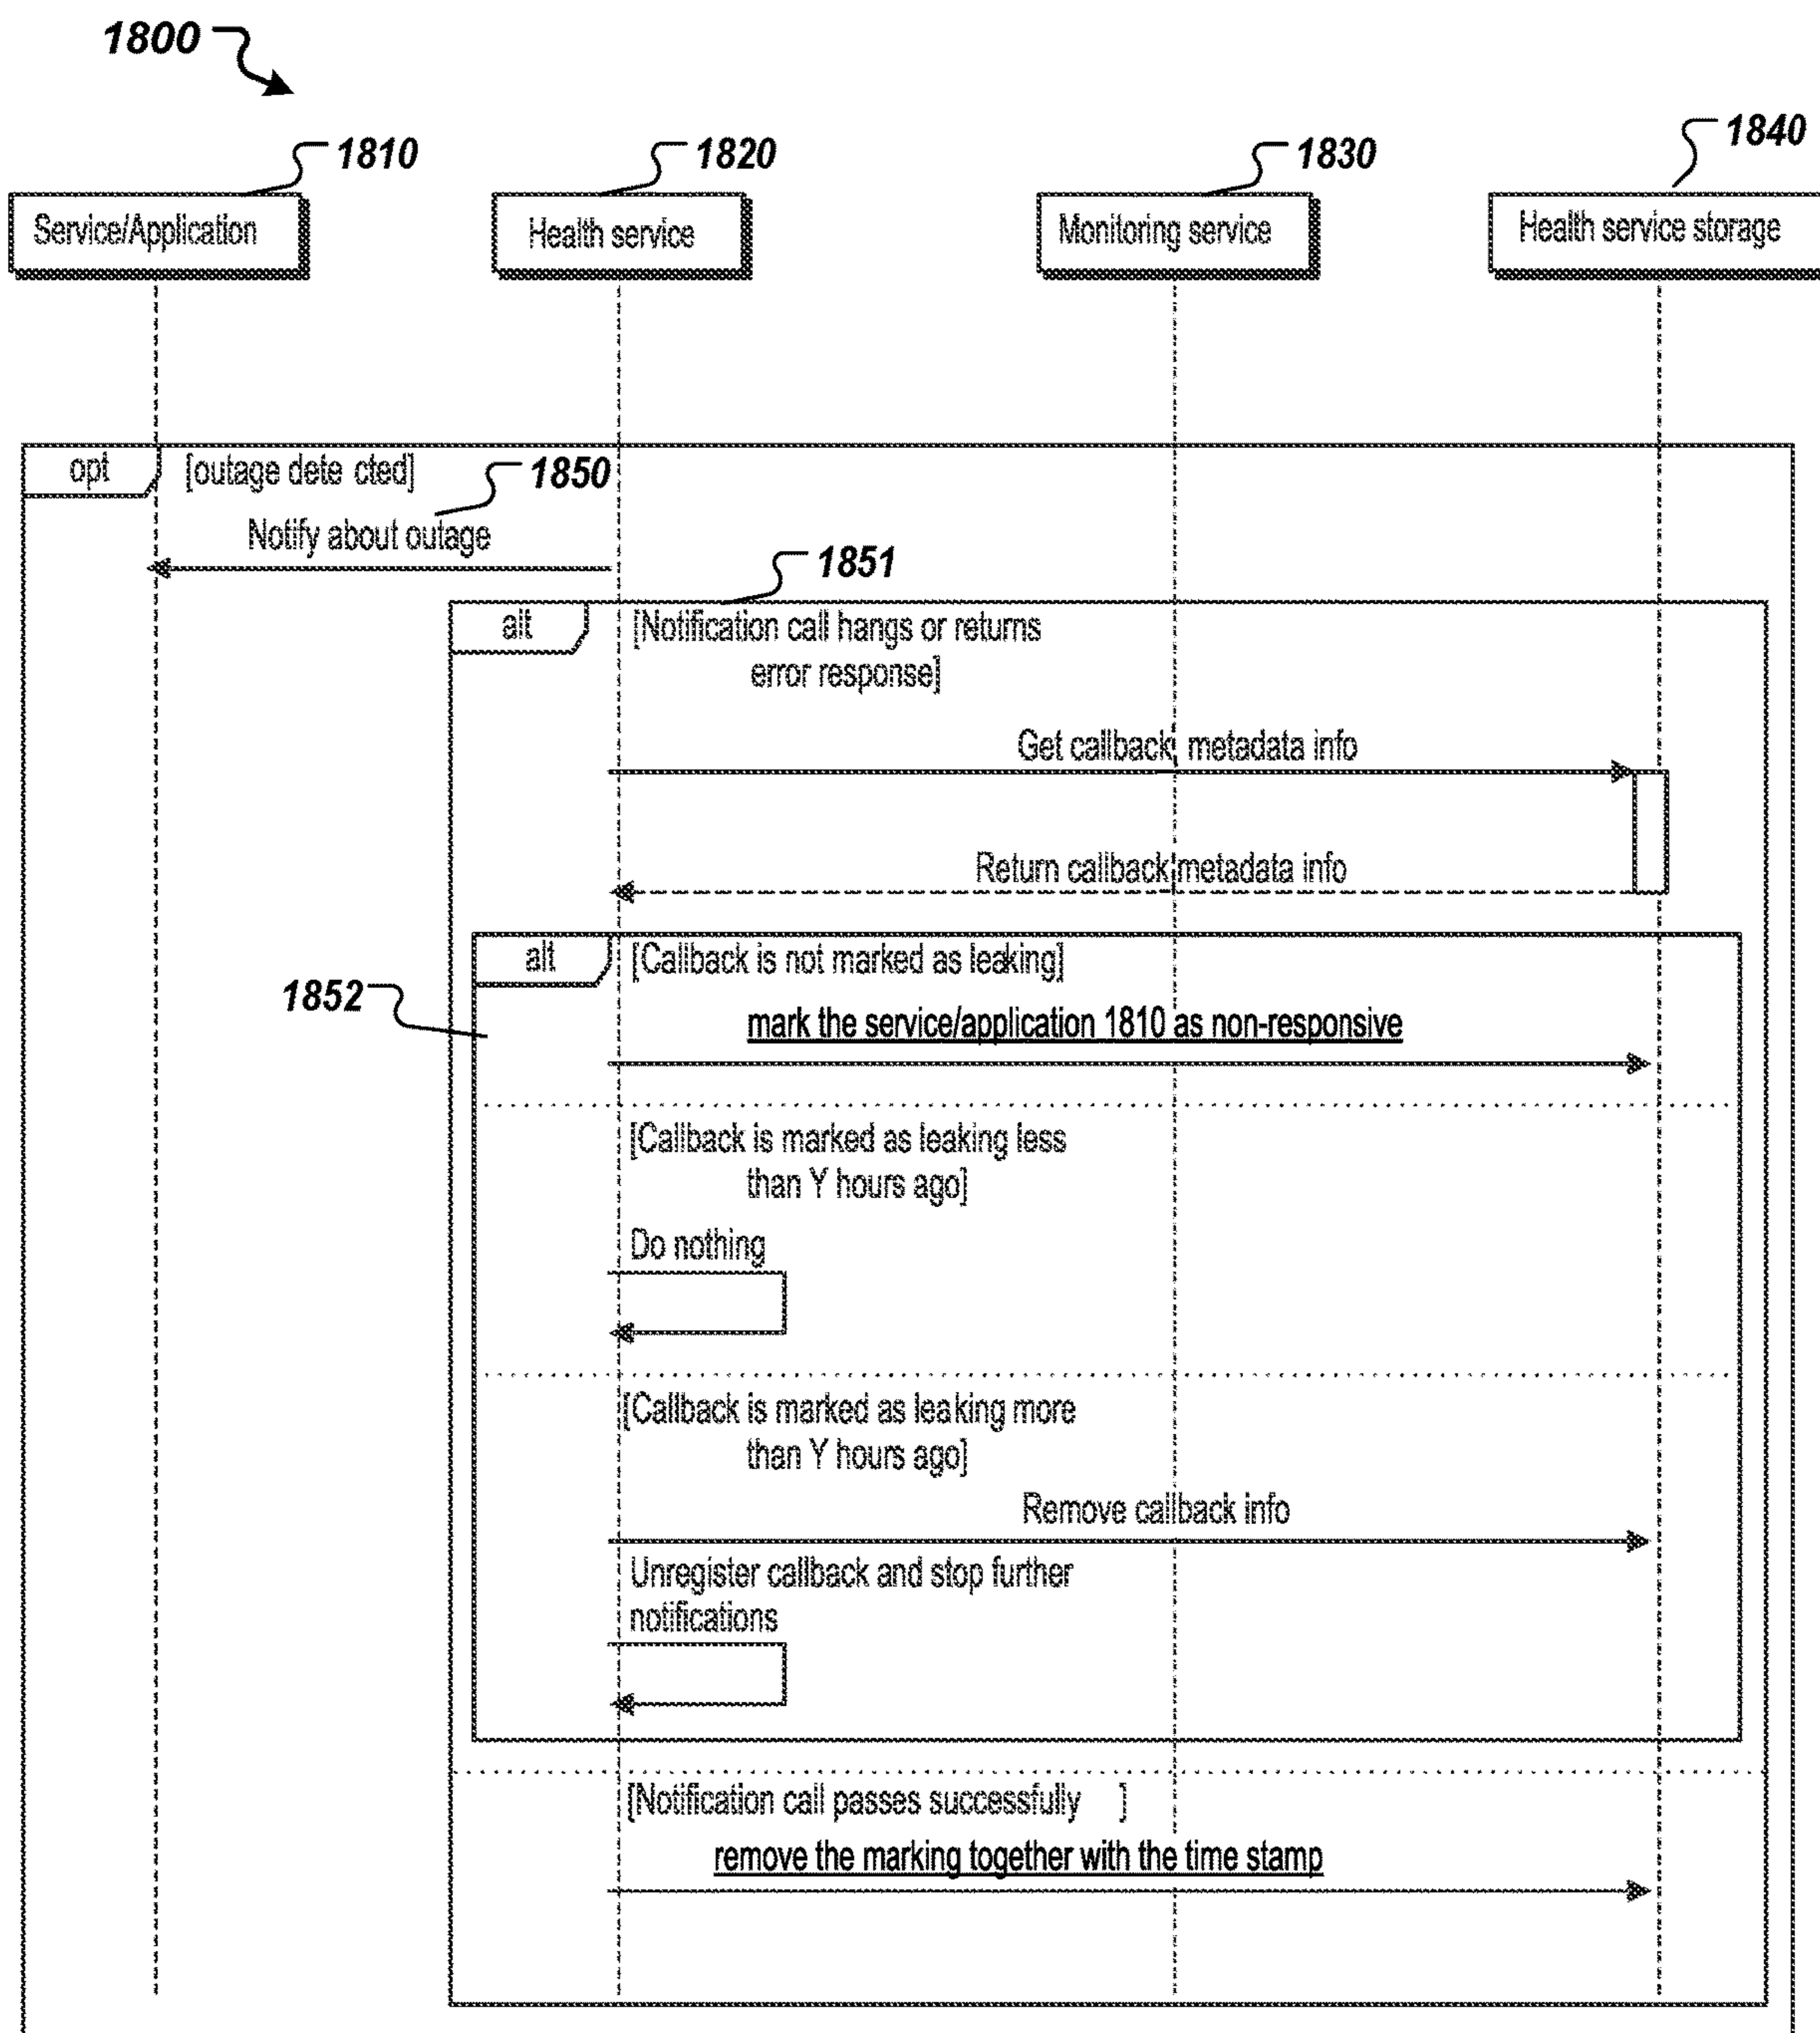 1800
1810
1820
1830
1840
Service/Application
Health service
Monitoring service
Health service storage
opt
[outage dete cted]
1850
Notify about outage
1851
alt
[Notification call hangs or returns
error response]
Get callback metadata info
Return callback metadata info
alt
[Callback is not marked as leaking]
1852
mark the service/application 1810 as non-responsive
[Callback is marked as leaking less
than Y hours ago]
Do nothing
[Callback is marked as leaking more
than Y hours ago]
Remove callback info
Unregister callback and stop further
notifications
[Notification call passes successfully ]
remove the marking together with the time stamp